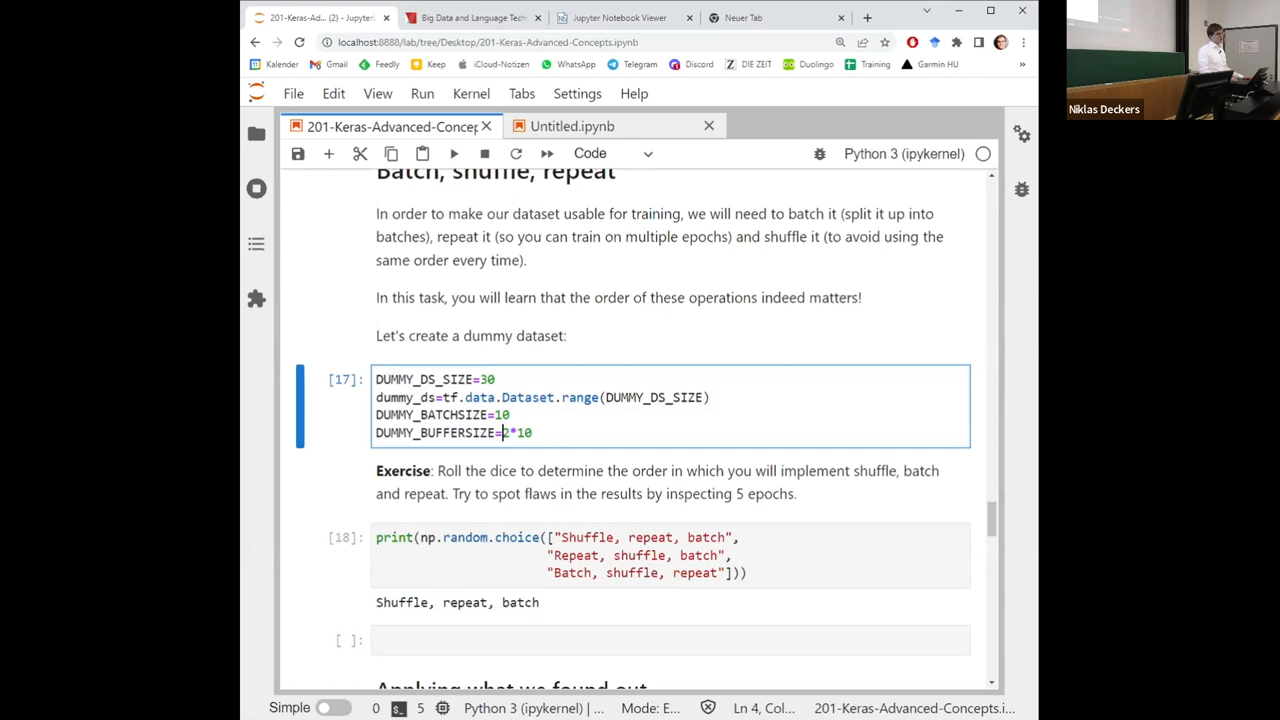 201-Keras-Ad... (2) - Jupyter
Big Data and Language Tech
Jupyter Notebook Viewer
Neuer Tab
localhost:8888/lab/tree/Desktop/201-Keras-Advanced-Concepts.ipynb
Kalender
Gmail
Feedly
Keep
iCloud-Notizen
WhatsApp
Telegram
Discord
DIE ZEIT
Duolingo
Training
Garmin HU
»
Niklas Deckers
File
Edit
View
Run
Kernel
Tabs
Settings
Help
201-Keras-Advanced-Concep
Untitled.ipynb
Code
Python 3 (ipykernel)
Batch, shuffle, repeat
In order to make our dataset usable for training, we will need to batch it (split it up into
batches), repeat it (so you can train on multiple epochs) and shuffle it (to avoid using the
same order every time).
In this task, you will learn that the order of these operations indeed matters!
Let's create a dummy dataset:
[17]:
DUMMY_DS_SIZE=30
dummy_ds=tf.data.Dataset.range(DUMMY_DS_SIZE)
DUMMY_BATCHSIZE=10
DUMMY_BUFFERSIZE=2*10
Exercise: Roll the dice to determine the order in which you will implement shuffle, batch
and repeat. Try to spot flaws in the results by inspecting 5 epochs.
[18]:
print(np.random.choice(["Shuffle, repeat, batch",
"Repeat, shuffle, batch",
"Batch, shuffle, repeat"]))
Shuffle, repeat, batch
[ ]:
Applying what we found out
Simple
0
5
Python 3 (ipykernel) | ...
Mode: E...
Ln 4, Col...
201-Keras-Advanced-Concepts.i...